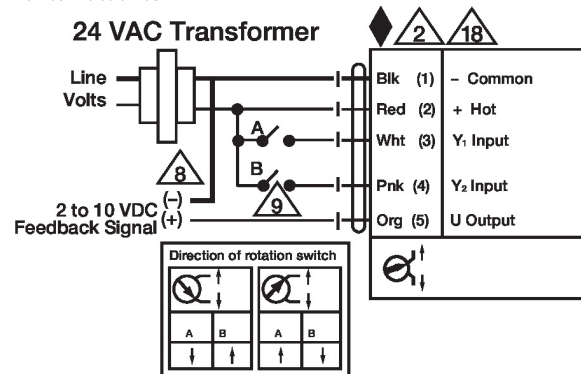 24 VAC Transformer
2
18
Line
Volts
Blk (1) – Common
Red (2) + Hot
A
Wht (3) Y₁ Input
B
Pnk (4) Y₂ Input
8
9
2 to 10 VDC (–)
Feedback Signal (+)
Org (5) U Output
Direction of rotation switch
A B
A B